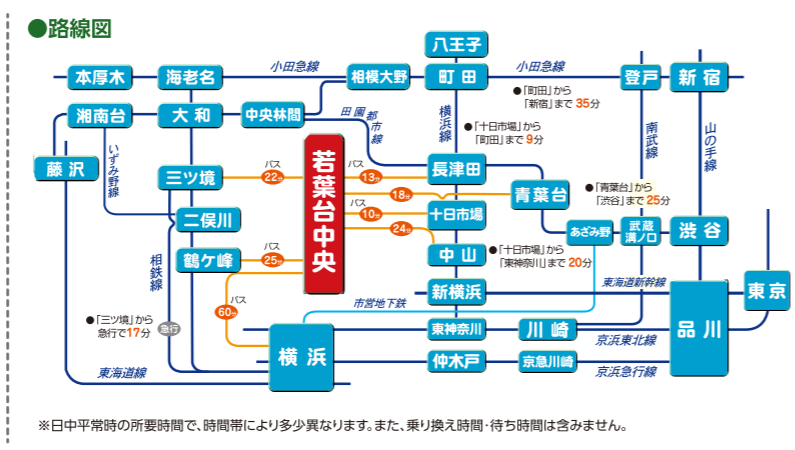 ●路線図
八王子
小田急線
小田急線
本厚木
海老名
相模大野
町田
登戸
新宿
●「町田」から
「新宿」まで35分
湘南台
大和
中央林間
田園都市線
横浜線
●「十日市場」から
「町田」まで9分
南武線
山の手線
藤沢
いずみ野線
三ツ境
バス
22分
若葉台中央
バス
13分
長津田
18分
青葉台
●「青葉台」から
「渋谷」まで25分
二俣川
バス
10分
十日市場
24分
あざみ野
武蔵
溝ノ口
渋谷
相鉄線
鶴ケ峰
バス
25分
中山
●「十日市場」から
「東神奈川」まで20分
新横浜
東海道新幹線
東京
バス
60分
市営地下鉄
●「三ツ境」から
急行で17分
急行
横浜
東神奈川
川崎
品川
京浜東北線
東海道線
仲木戸
京急川崎
京浜急行線
※日中平常時の所要時間で、時間帯により多少異なります。また、乗り換え時間・待ち時間は含みません。